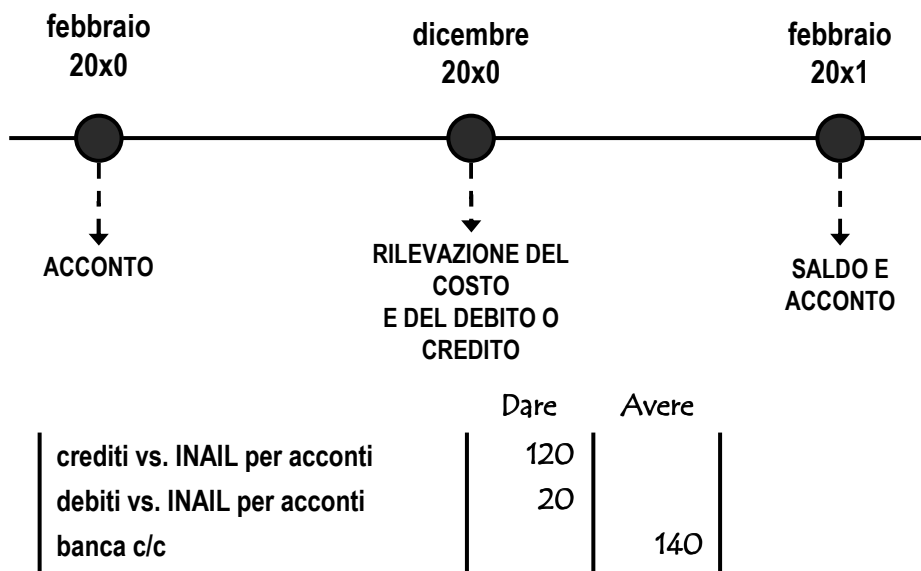 febbraio
20x0
dicembre
20x0
febbraio
20x1
ACCONTO
RILEVAZIONE DEL
COSTO
E DEL DEBITO O
CREDITO
SALDO E
ACCONTO
Dare Avere
crediti vs. INAIL per acconti 120
debiti vs. INAIL per acconti 20
banca c/c 140